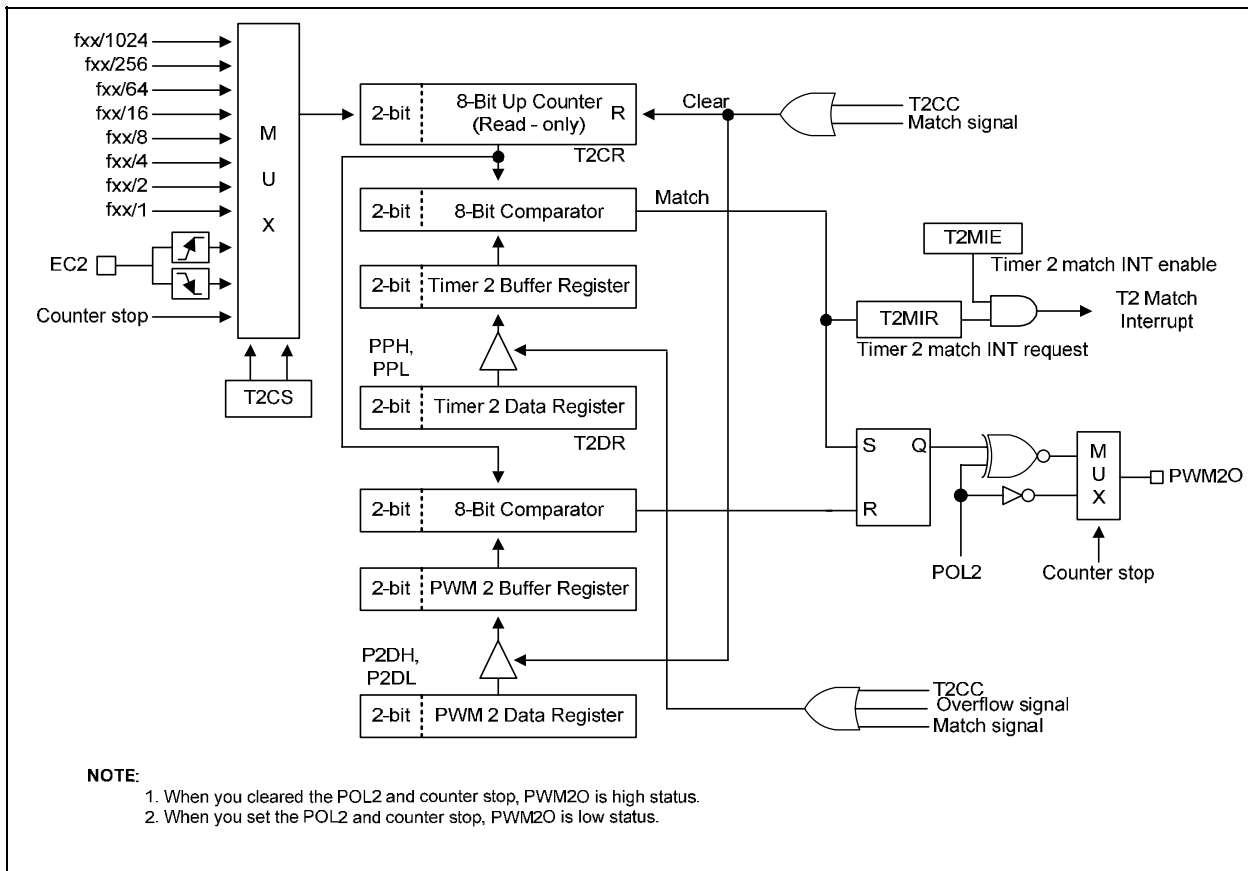 fxx/1024
fxx/256
fxx/64
fxx/16
fxx/8
fxx/4
fxx/2
fxx/1
EC2
Counter stop
M
U
X
T2CS
2-bit
8-Bit Up Counter
(Read - only)
R
T2CR
Clear
T2CC
Match signal
2-bit
8-Bit Comparator
Match
2-bit
Timer 2 Buffer Register
PPH,
PPL
2-bit
Timer 2 Data Register
T2DR
T2MIE
Timer 2 match INT enable
T2MIR
Timer 2 match INT request
T2 Match
Interrupt
2-bit
8-Bit Comparator
S
Q
R
POL2
M
U
X
PWM2O
Counter stop
2-bit
PWM 2 Buffer Register
P2DH,
P2DL
2-bit
PWM 2 Data Register
T2CC
Overflow signal
Match signal
NOTE:
1. When you cleared the POL2 and counter stop, PWM2O is high status.
2. When you set the POL2 and counter stop, PWM2O is low status.